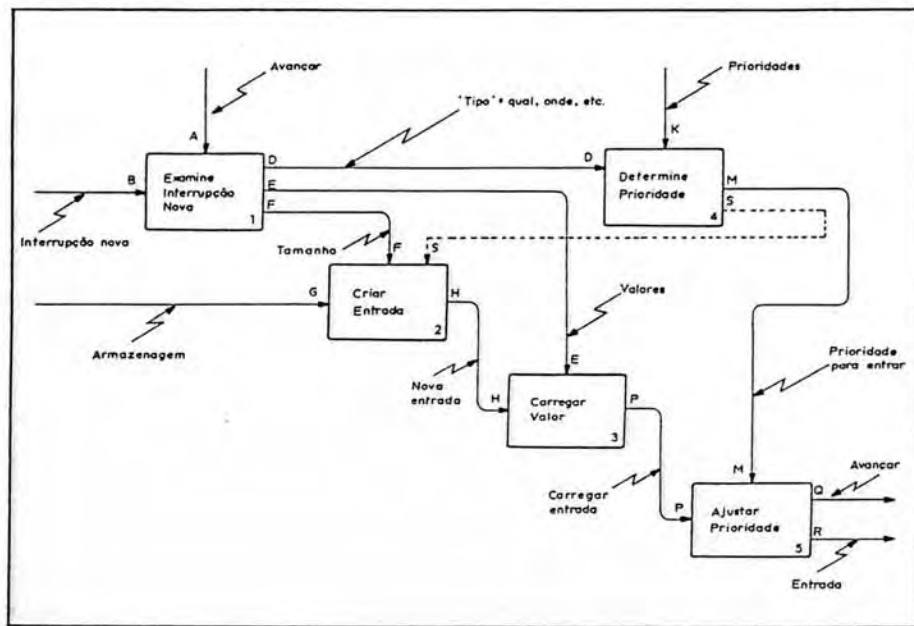 Avançar
Prioridades
"Tipo" = qual, onde, etc.
A
K
B
Examine
Interrupção
Nova
1
D
E
F
D
Determine
Prioridade
4
M
S
Interrupção nova
Tamanho
F
S
G
Criar
Entrada
2
H
Valores
Armazenagem
E
Nova
entrada
H
Carregar
Valor
3
P
Prioridade
para entrar
M
Carregar
entrada
P
Ajustar
Prioridade
5
Q
R
Avançar
Entrada